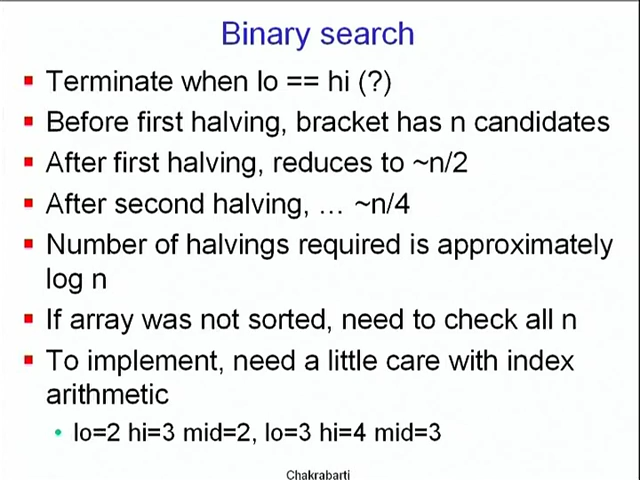 Binary search
Terminate when lo == hi (?)
Before first halving, bracket has n candidates
After first halving, reduces to ~n/2
After second halving, … ~n/4
Number of halvings required is approximately
log n
If array was not sorted, need to check all n
To implement, need a little care with index
arithmetic
lo=2 hi=3 mid=2, lo=3 hi=4 mid=3
Chakrabarti